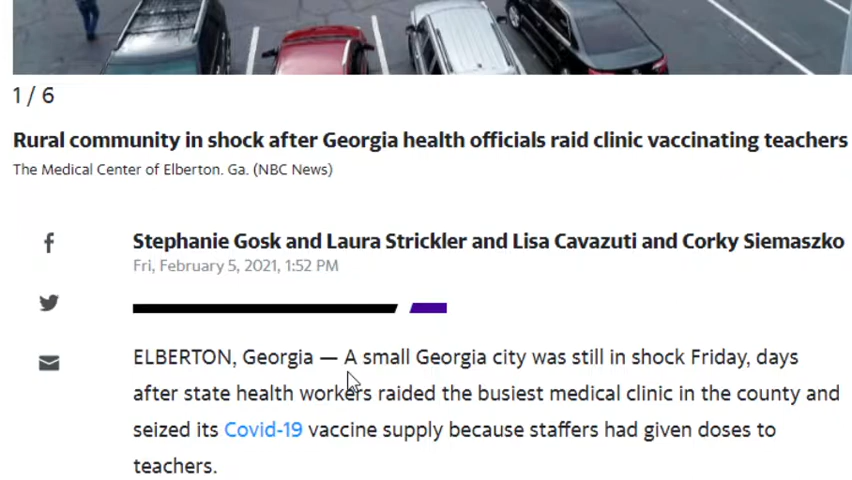 1 / 6
Rural community in shock after Georgia health officials raid clinic vaccinating teachers
The Medical Center of Elberton. Ga. (NBC News)
Stephanie Gosk and Laura Strickler and Lisa Cavazuti and Corky Siemaszko
Fri, February 5, 2021, 1:52 PM
ELBERTON, Georgia — A small Georgia city was still in shock Friday, days
after state health workers raided the busiest medical clinic in the county and
seized its Covid-19 vaccine supply because staffers had given doses to
teachers.